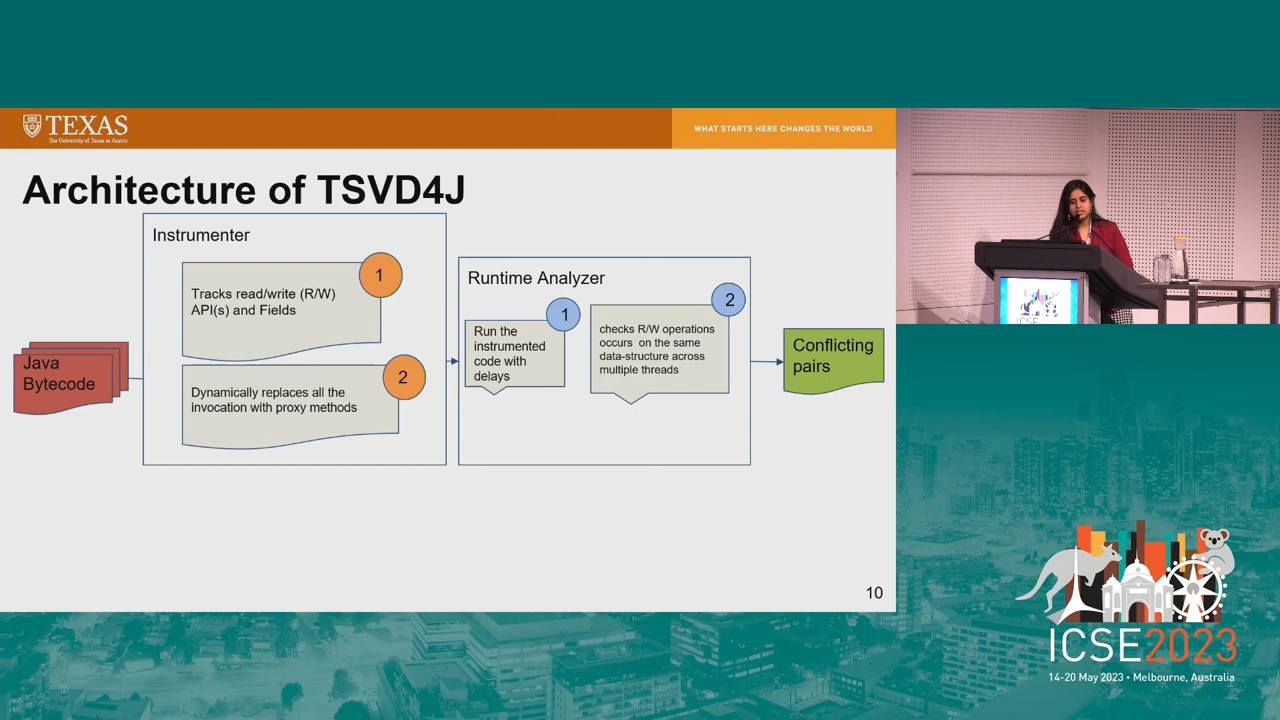 TEXAS
The University of Texas at Austin
WHAT STARTS HERE CHANGES THE WORLD
Architecture of TSVD4J
Instrumenter
1
Tracks read/write (R/W)
API(s) and Fields
2
Dynamically replaces all the
invocation with proxy methods
Java
Bytecode
Runtime Analyzer
1
Run the
instrumented
code with
delays
2
checks R/W operations
occurs on the same
data-structure across
multiple threads
Conflicting
pairs
10
ICSE
ICSE2023
14-20 May 2023 • Melbourne, Australia